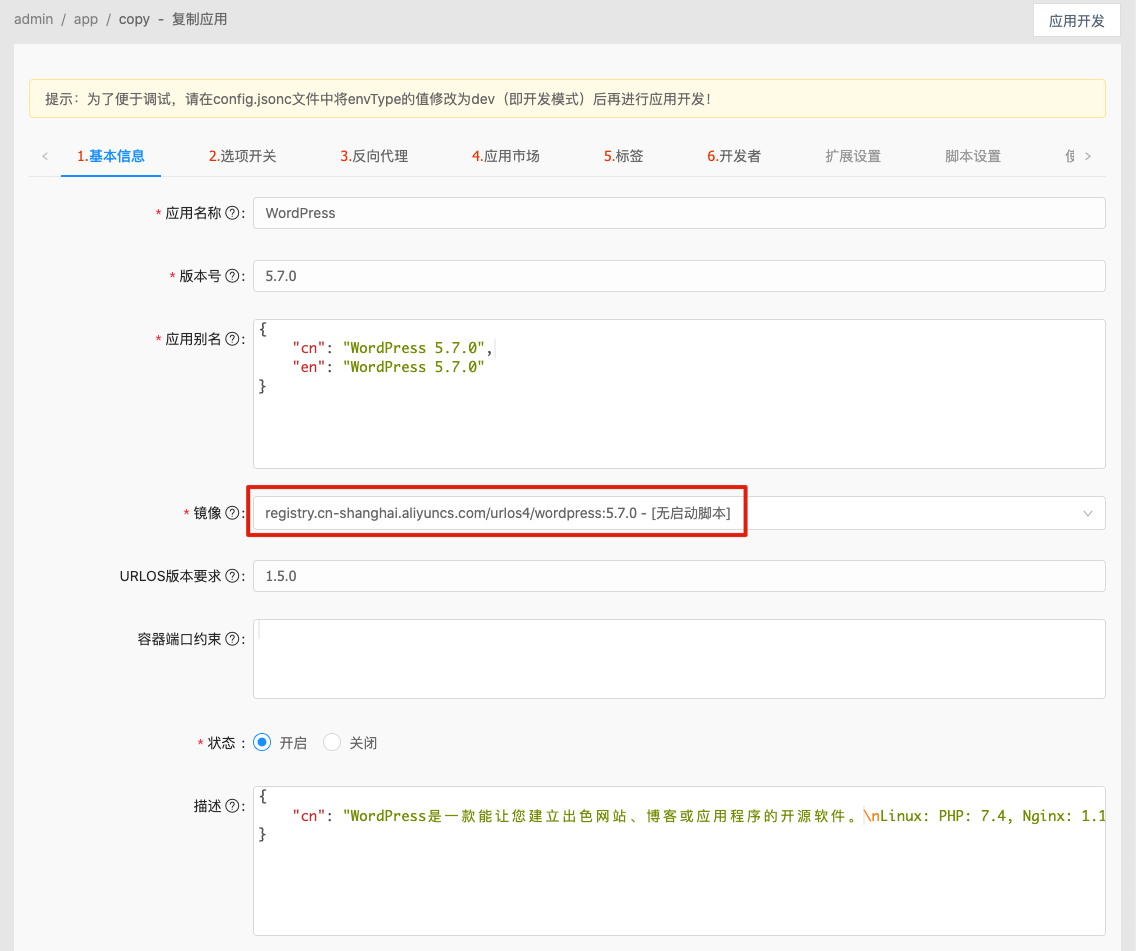 admin / app / copy - 复制应用
应用开发
提示：为了便于调试，请在config.jsonc文件中将envType的值修改为dev（即开发模式）后再进行应用开发！
1.基本信息 2.选项开关 3.反向代理 4.应用市场 5.标签 6.开发者 扩展设置 脚本设置
* 应用名称 ?: WordPress
* 版本号 ?: 5.7.0
* 应用别名 ?: {
"cn": "WordPress 5.7.0",
"en": "WordPress 5.7.0"
}
* 镜像 ?: registry.cn-shanghai.aliyuncs.com/urlos4/wordpress:5.7.0 - [无启动脚本]
URLOS版本要求 ?: 1.5.0
容器端口约束 ?:
* 状态 : 开启 关闭
描述 ?: {
"cn": "WordPress是一款能让您建立出色网站、博客或应用程序的开源软件。\nLinux: PHP: 7.4, Nginx: 1.1
}